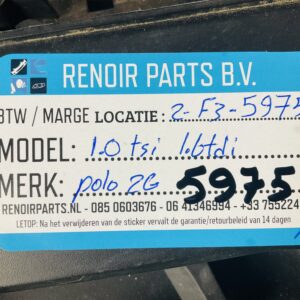 RENOIR PARTS B.V.
BTW / MARGE LOCATIE: 2-F3-5975
MODEL: 1.0 tsi 1.6tdi
MERK: polo 2G 5975
RENOIRPARTS.NL - 085 0603676 - 06 41346994 - +33 755224
LETOP: Na het verwijderen van de sticker vervalt de garantie/retourbeleid van 14 dagen